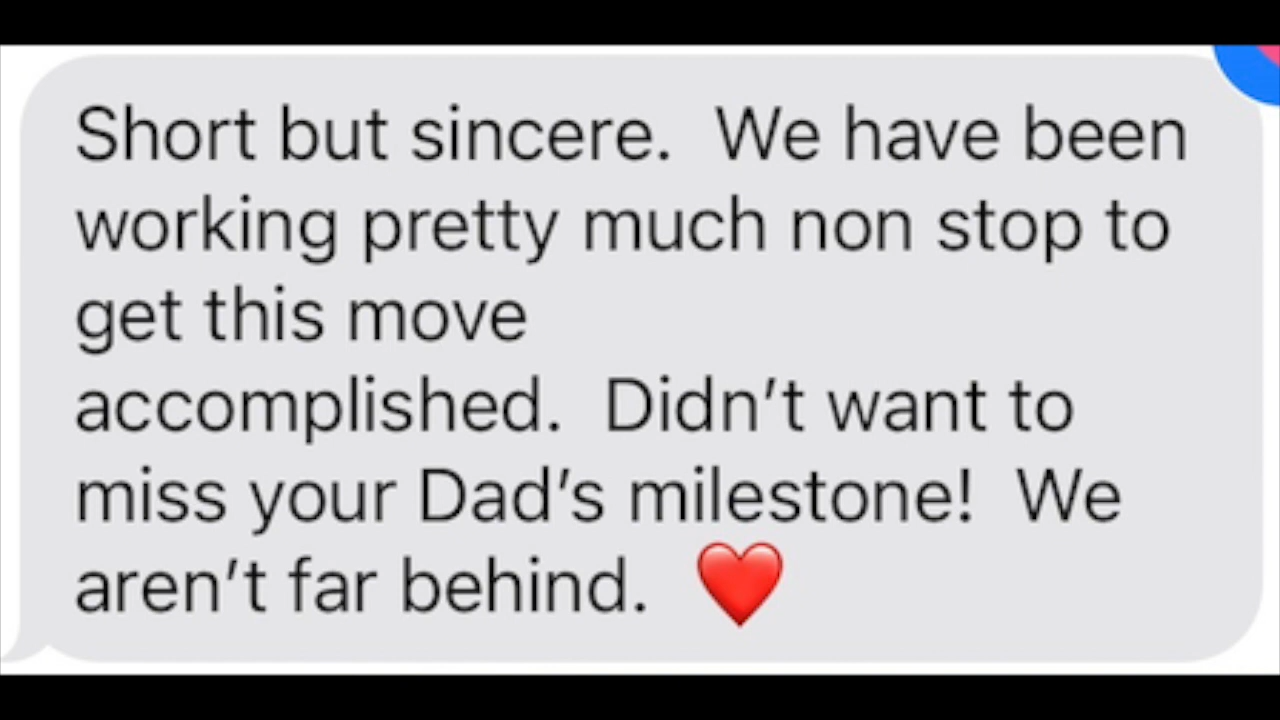 Short but sincere.  We have been
working pretty much non stop to
get this move
accomplished.  Didn’t want to
miss your Dad’s milestone!  We
aren’t far behind.  ❤️